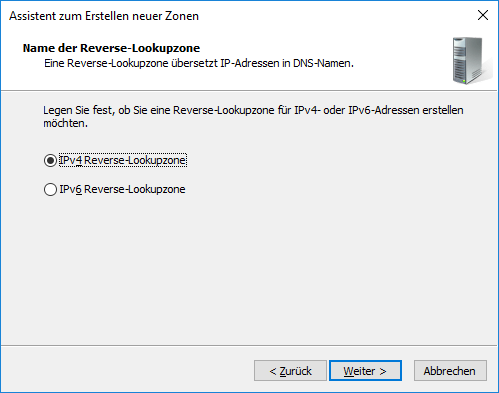 Assistent zum Erstellen neuer Zonen
Name der Reverse-Lookupzone
Eine Reverse-Lookupzone übersetzt IP-Adressen in DNS-Namen.
Legen Sie fest, ob Sie eine Reverse-Lookupzone für IPv4- oder IPv6-Adressen erstellen
möchten.
IPv4 Reverse-Lookupzone
IPv6 Reverse-Lookupzone
< Zurück Weiter > Abbrechen